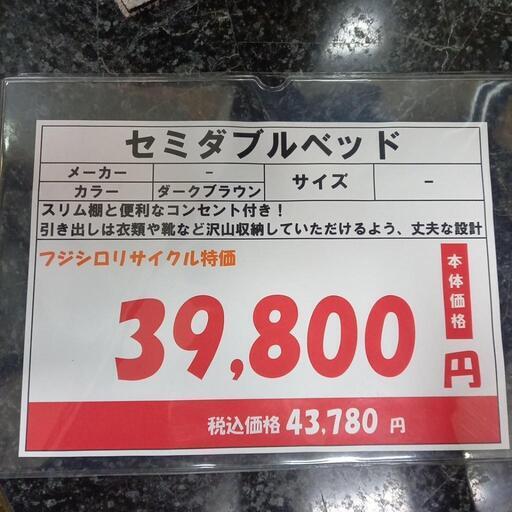 セミダブルベッド
メーカー － サイズ －
カラー ダークブラウン
スリム棚と便利なコンセント付き！
引き出しは衣類や靴など沢山収納していただけるよう、丈夫な設計
フジシロリサイクル特価
本体価格
39,800 円
税込価格 43,780 円